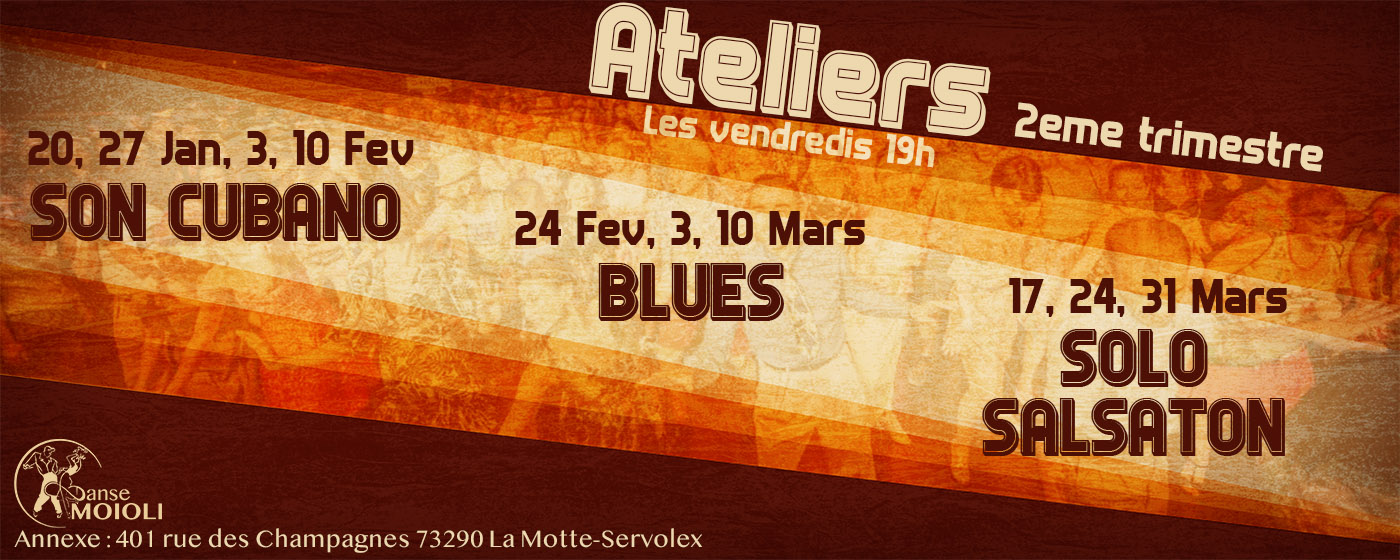 Ateliers
Les vendredis 19h
2eme trimestre
20, 27 Jan, 3, 10 Fev
SON CUBANO
24 Fev, 3, 10 Mars
BLUES
17, 24, 31 Mars
SOLO
SALSATON
Danse
MOIOLI
Annexe : 401 rue des Champagnes 73290 La Motte-Servolex